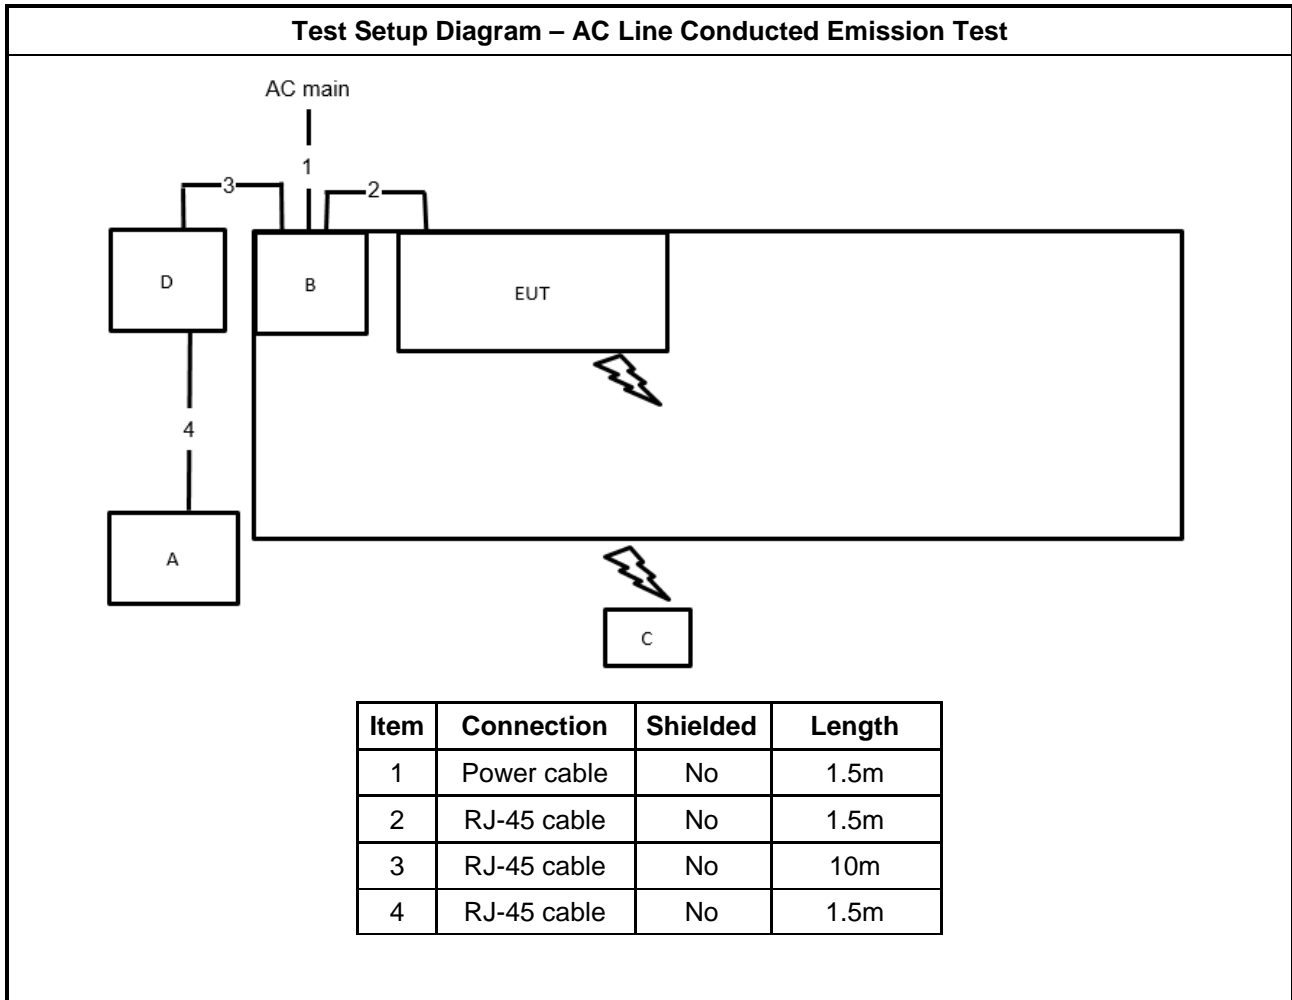 Test Setup Diagram – AC Line Conducted Emission Test
AC main
1
3
2
D
B
EUT
4
A
C
Item Connection Shielded Length
1 Power cable No 1.5m
2 RJ-45 cable No 1.5m
3 RJ-45 cable No 10m
4 RJ-45 cable No 1.5m